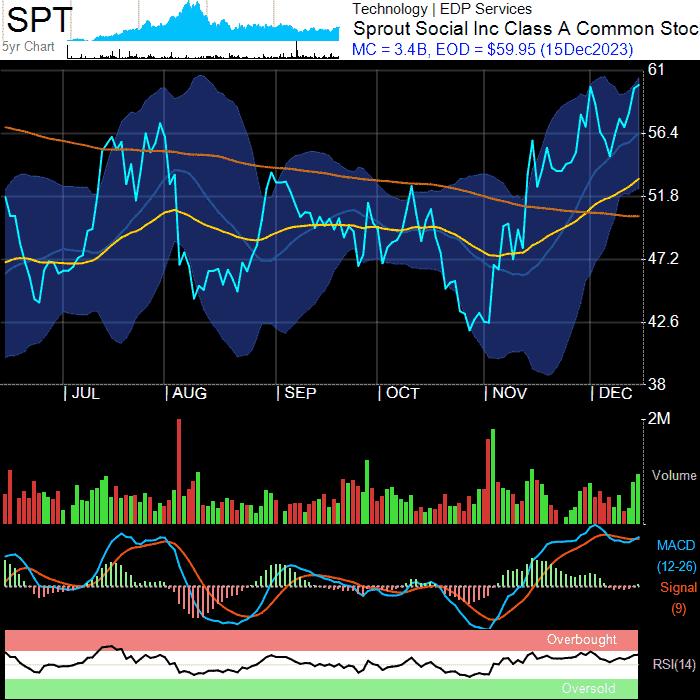 SPT
5yr Chart
Technology | EDP Services
Sprout Social Inc Class A Common Stoc
MC = 3.4B, EOD = $59.95 (15Dec2023)
61
56.4
51.8
47.2
42.6
38
| JUL | AUG | SEP | OCT | NOV | DEC
2M
Volume
MACD
(12-26)
Signal
(9)
Overbought
RSI(14)
Oversold